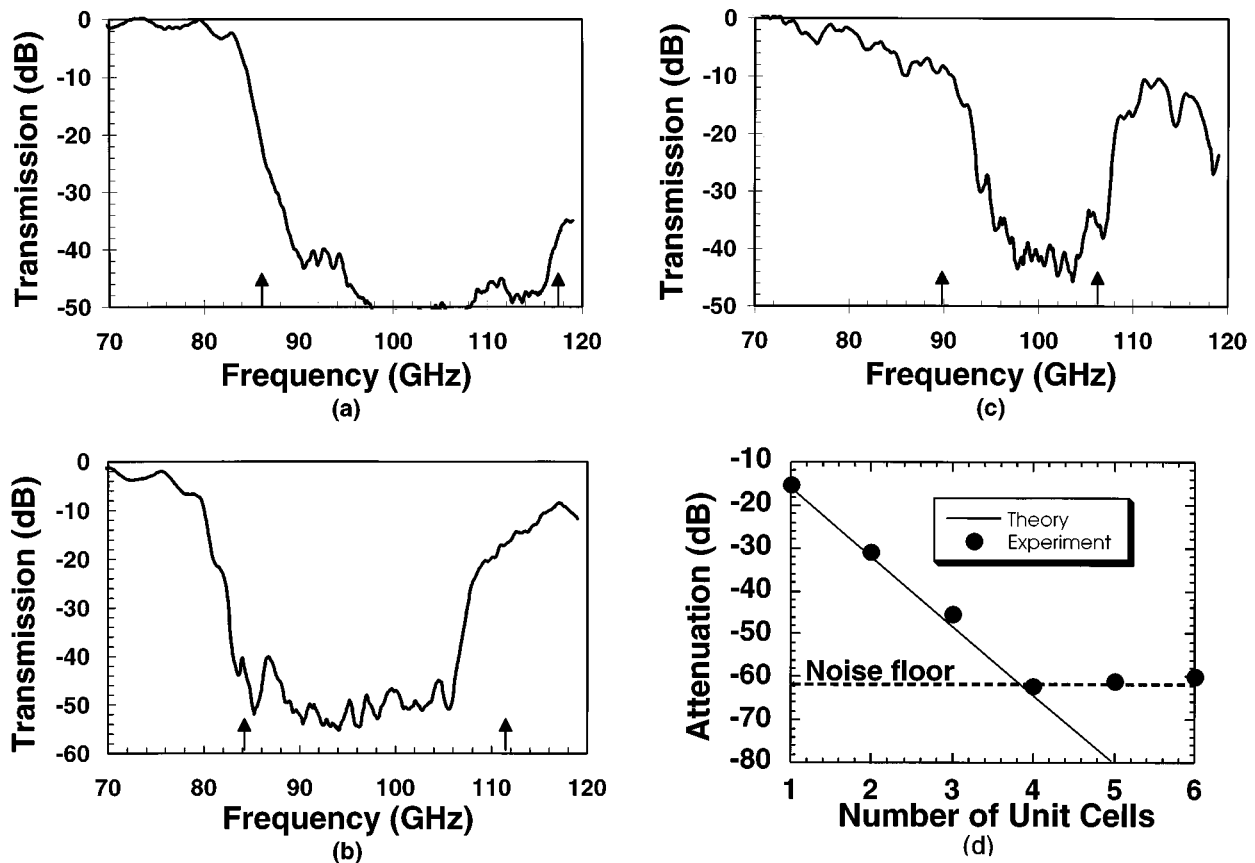 Transmission (dB)
0
-10
-20
-30
-40
-50
70 80 90 100 110 120
Frequency (GHz)
(a)
Transmission (dB)
0
-10
-20
-30
-40
-50
-60
70 80 90 100 110 120
Frequency (GHz)
(b)
Transmission (dB)
0
-10
-20
-30
-40
-50
70 80 90 100 110 120
Frequency (GHz)
(c)
Attenuation (dB)
-10
-20
-30
-40
-50
-60
-70
-80
Theory
Experiment
Noise floor
1 2 3 4 5 6
Number of Unit Cells
(d)